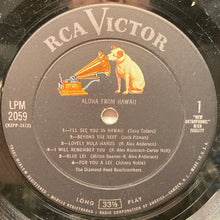 RCA VICTOR
LPM
2059
ALOHA FROM HAWAII
1
"NEW
ORTHOPHONIC"
HIGH
FIDELITY
1-I'LL SEE YOU IN HAWAII
2-BEYOND THE REEF (Jack Pitman)
3-LOVELY HULA HANDS (R. Alex Anderson)
4-I WILL REMEMBER YOU (R. Alex Anderson-Carter Nutt)
5-BLUE LEI (Milton Beamer-R. Alex Anderson)
6-FOR YOU A LEI (Johnny Noble)
The Diamond Head Beachcombers
LONG 33⅓ PLAY